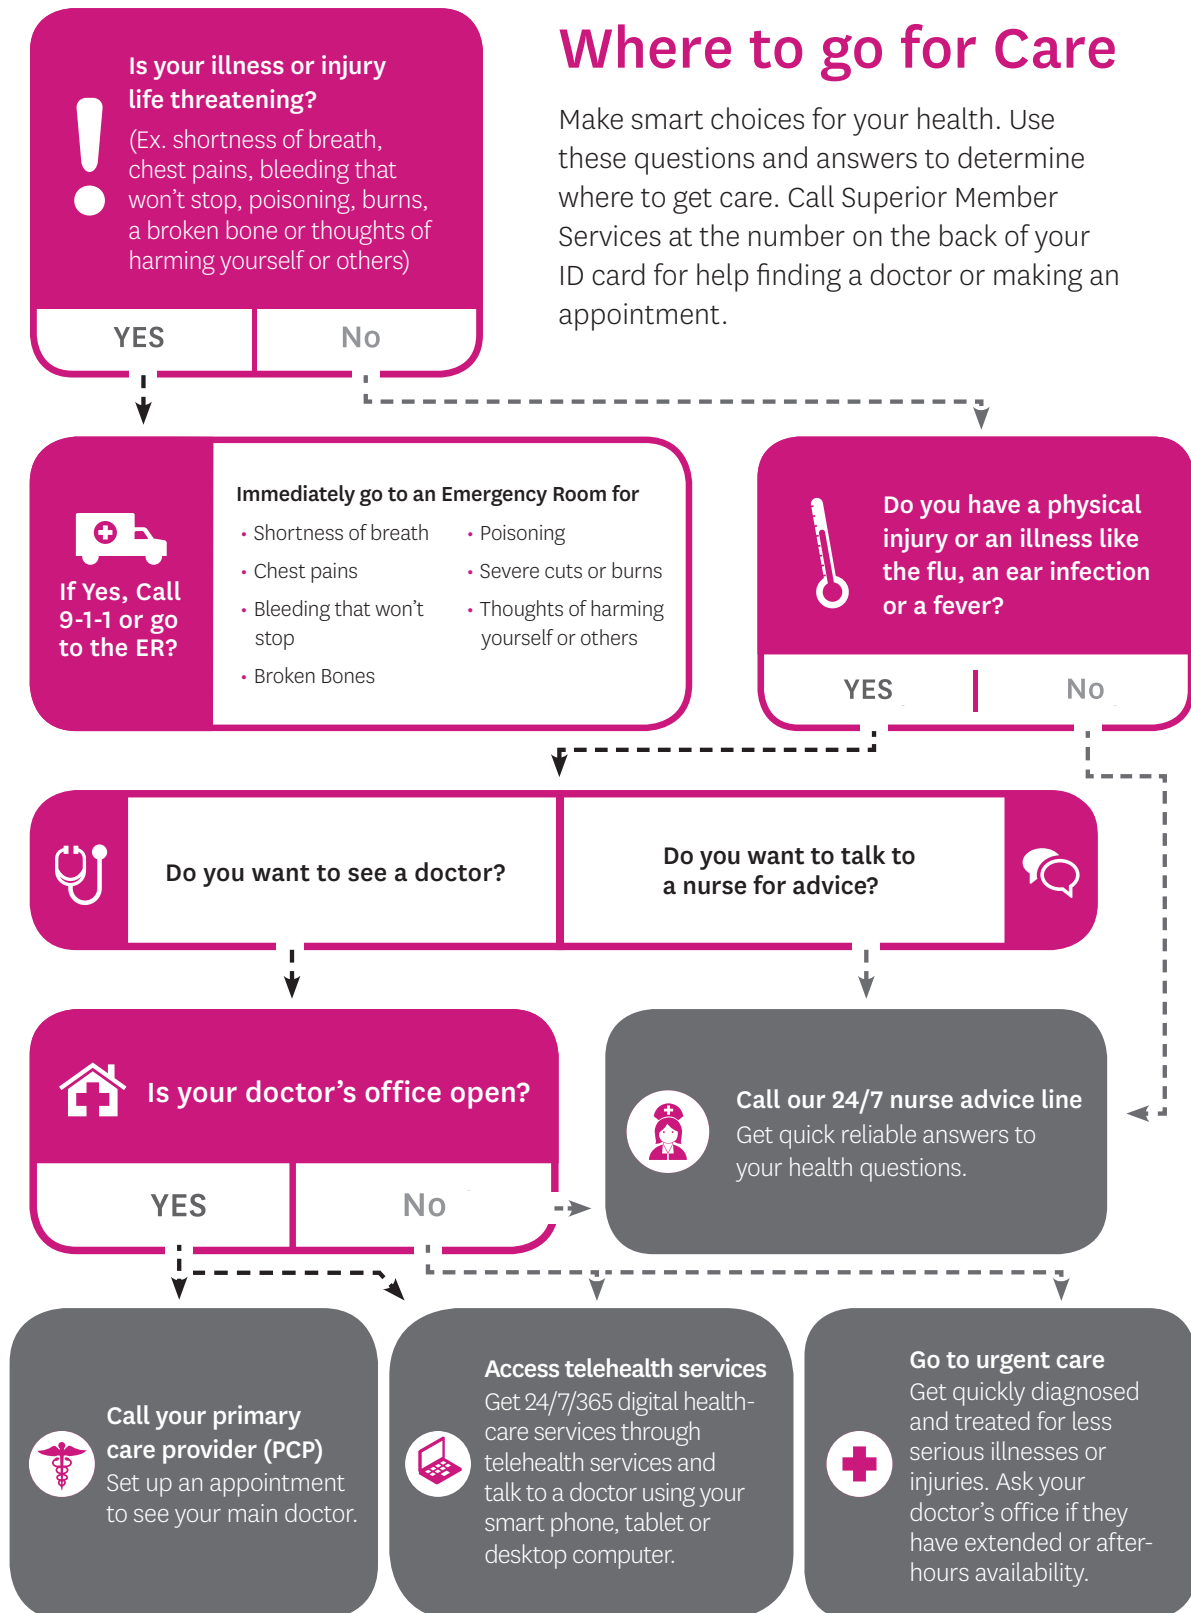 Where to go for Care
Make smart choices for your health. Use
these questions and answers to determine
where to get care. Call Superior Member
Services at the number on the back of your
ID card for help finding a doctor or making an
appointment.
Is your illness or injury
life threatening?
(Ex. shortness of breath,
chest pains, bleeding that
won't stop, poisoning, burns,
a broken bone or thoughts of
harming yourself or others)
YES
No
If Yes, Call
9-1-1 or go
to the ER?
Immediately go to an Emergency Room for
• Shortness of breath
• Chest pains
• Bleeding that won't
stop
• Broken Bones
• Poisoning
• Severe cuts or burns
• Thoughts of harming
yourself or others
Do you have a physical
injury or an illness like
the flu, an ear infection
or a fever?
YES
No
Do you want to see a doctor?
Do you want to talk to
a nurse for advice?
Is your doctor's office open?
YES
No
Call our 24/7 nurse advice line
Get quick reliable answers to
your health questions.
Call your primary
care provider (PCP)
Set up an appointment
to see your main doctor.
Access telehealth services
Get 24/7/365 digital health-
care services through
telehealth services and
talk to a doctor using your
smart phone, tablet or
desktop computer.
Go to urgent care
Get quickly diagnosed
and treated for less
serious illnesses or
injuries. Ask your
doctor's office if they
have extended or after-
hours availability.